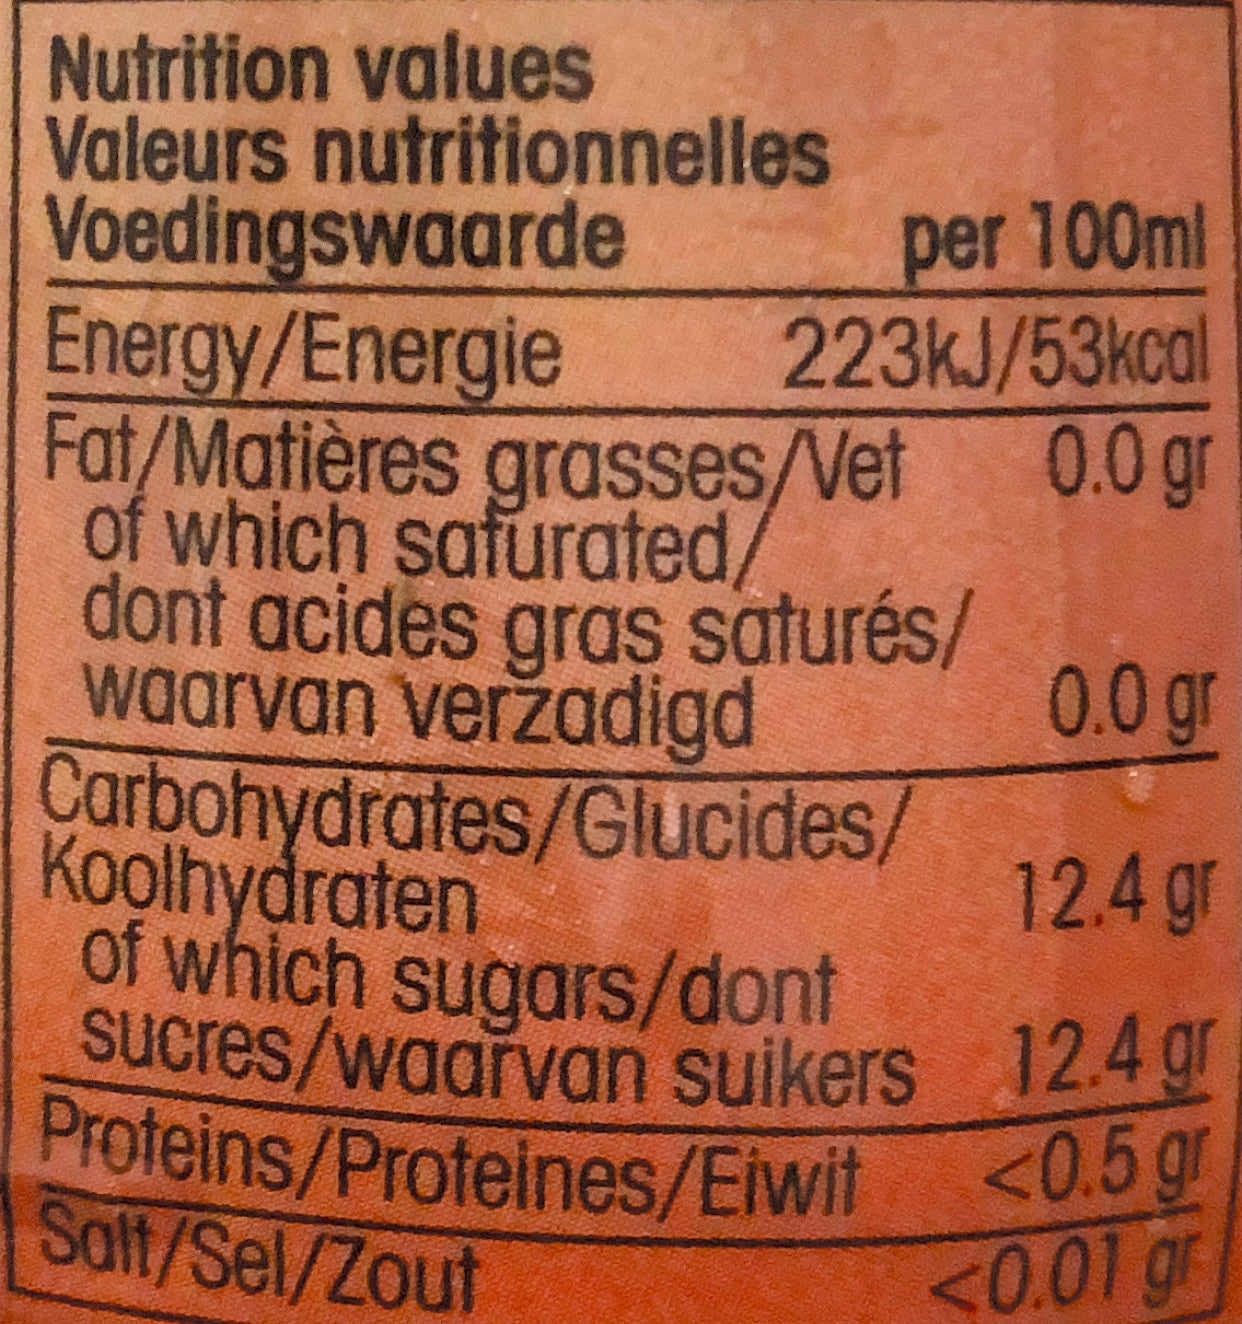 Nutrition values
Valeurs nutritionnelles
Voedingswaarde per 100ml
Energy/Energie 223kJ/53kcal
Fat/Matières grasses/Vet 0.0 gr
of which saturated/
dont acides gras saturés/
waarvan verzadigd 0.0 gr
Carbohydrates/Glucides/
Koolhydraten 12.4 gr
of which sugars/dont
sucres/waarvan suikers 12.4 gr
Proteins/Proteines/Eiwit <0.5 gr
Salt/Sel/Zout <0.01 gr